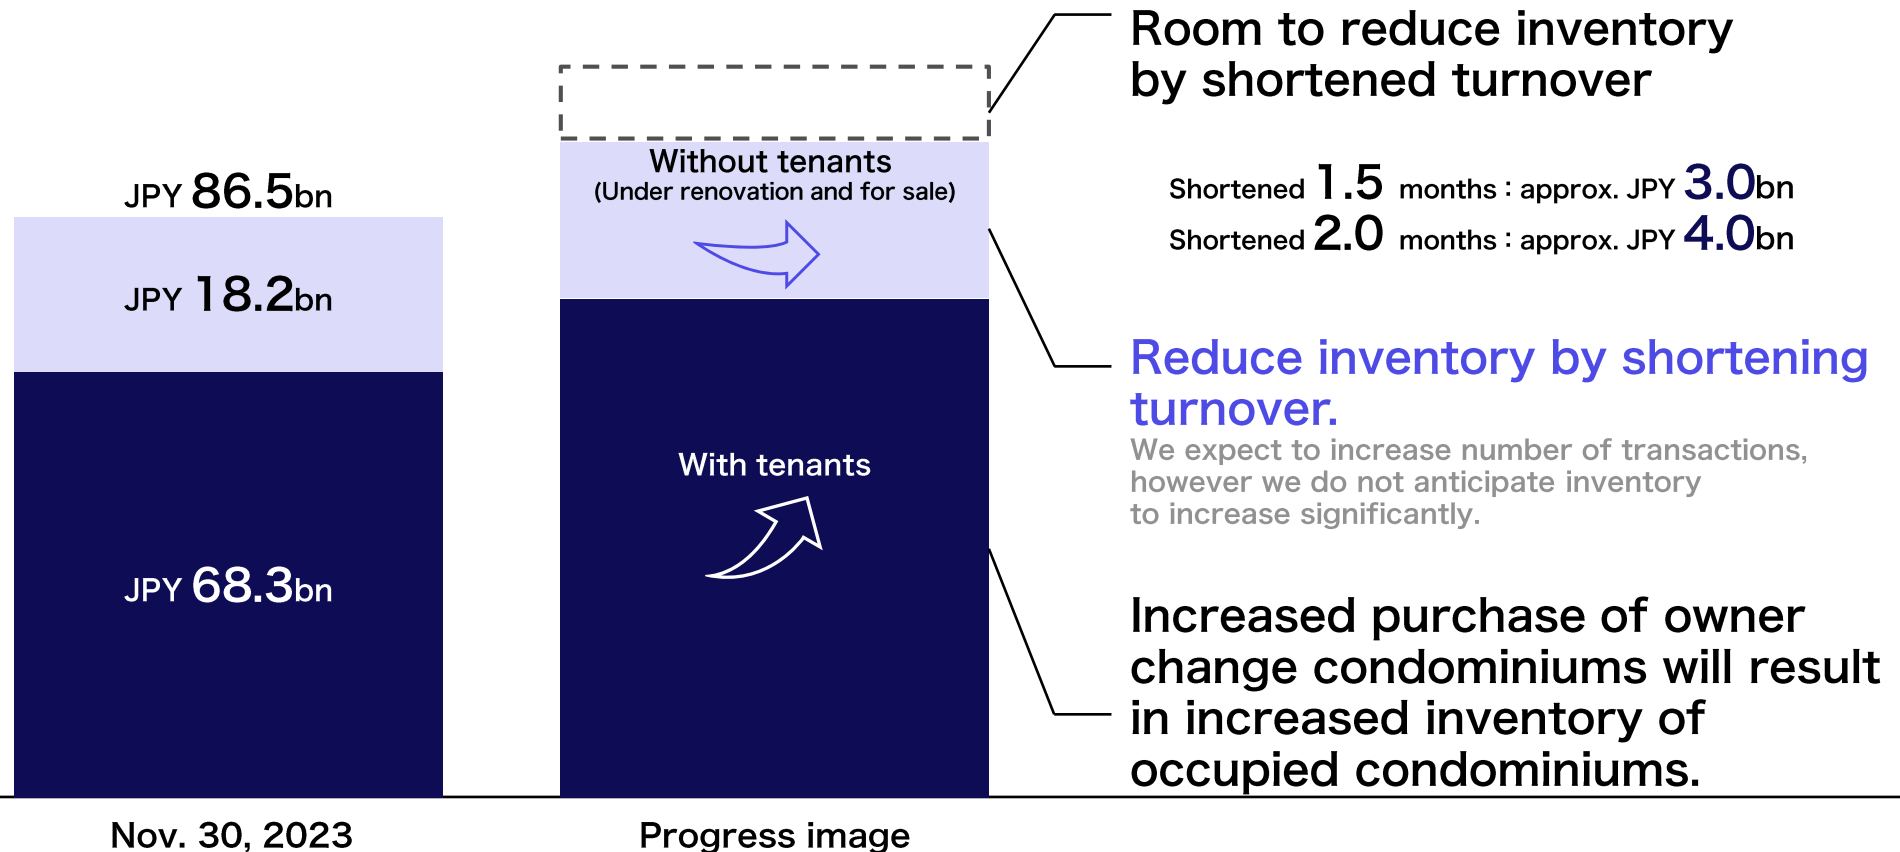 JPY 86.5bn
JPY 18.2bn
JPY 68.3bn
Nov. 30, 2023
Without tenants
(Under renovation and for sale)
With tenants
Progress image
Room to reduce inventory
by shortened turnover
Shortened 1.5 months : approx. JPY 3.0bn
Shortened 2.0 months : approx. JPY 4.0bn
Reduce inventory by shortening
turnover.
We expect to increase number of transactions,
however we do not anticipate inventory
to increase significantly.
Increased purchase of owner
change condominiums will result
in increased inventory of
occupied condominiums.